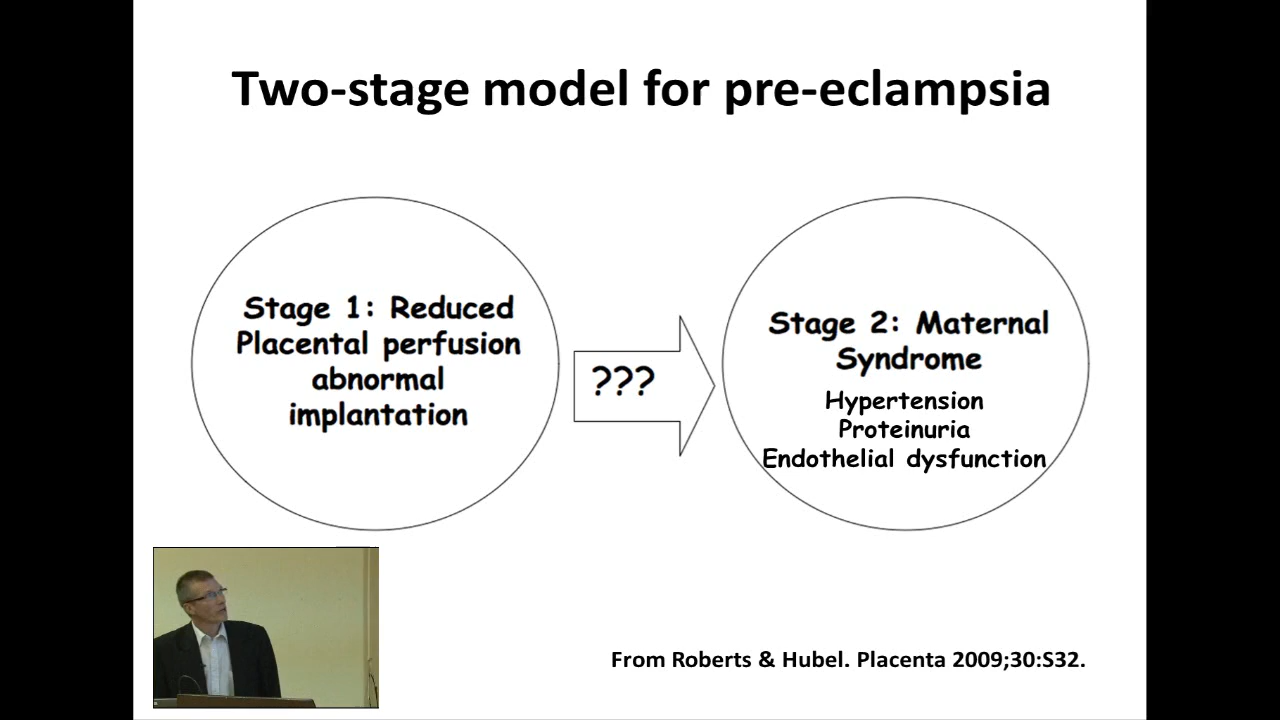 Two-stage model for pre-eclampsia
Stage 1: Reduced
Placental perfusion
abnormal
implantation
???
Stage 2: Maternal
Syndrome
Hypertension
Proteinuria
Endothelial dysfunction
From Roberts & Hubel. Placenta 2009;30:S32.